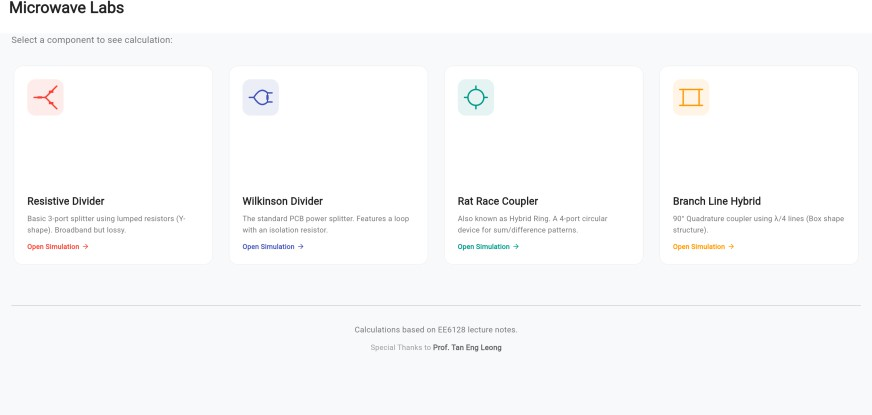 Microwave Labs
Select a component to see calculation:
Resistive Divider
Basic 3-port splitter using lumped resistors (Y-
shape). Broadband but lossy.
Open Simulation →
Wilkinson Divider
The standard PCB power splitter. Features a loop
with an isolation resistor.
Open Simulation →
Rat Race Coupler
Also known as Hybrid Ring. A 4-port circular
device for sum/difference patterns.
Open Simulation →
Branch Line Hybrid
90° Quadrature coupler using λ/4 lines (Box shape
structure).
Open Simulation →
Calculations based on EE6128 lecture notes.
Special Thanks to Prof. Tan Eng Leong